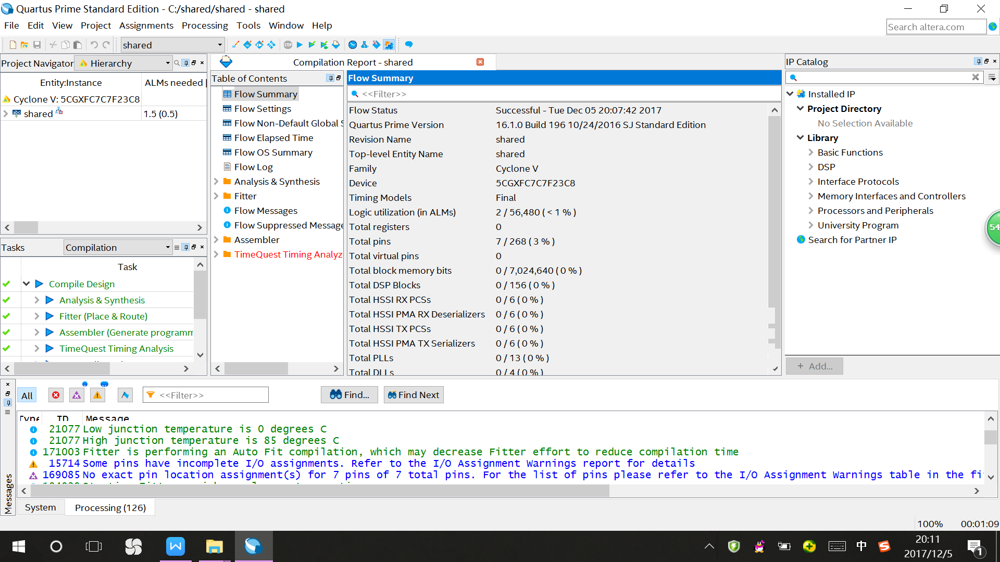 Quartus Prime Standard Edition - C:/shared/shared - shared
File Edit View Project Assignments Processing Tools Window Help
Search altera.com
shared
Project Navigator Hierarchy
Entity:Instance ALMs needed [
Cyclone V: 5CGXFC7C7F23C8
shared 1.5 (0.5)
Tasks Compilation
Task
Compile Design
Analysis & Synthesis
Fitter (Place & Route)
Assembler (Generate programm
TimeQuest Timing Analysis
Compilation Report - shared
Table of Contents
Flow Summary
Flow Settings
Flow Non-Default Global S
Flow Elapsed Time
Flow OS Summary
Flow Log
Analysis & Synthesis
Fitter
Flow Messages
Flow Suppressed Message
Assembler
TimeQuest Timing Analyz
Flow Summary
<<Filter>>
Flow Status Successful - Tue Dec 05 20:07:42 2017
Quartus Prime Version 16.1.0 Build 196 10/24/2016 SJ Standard Edition
Revision Name shared
Top-level Entity Name shared
Family Cyclone V
Device 5CGXFC7C7F23C8
Timing Models Final
Logic utilization (in ALMs) 2 / 56,480 ( < 1 % )
Total registers 0
Total pins 7 / 268 ( 3 % )
Total virtual pins 0
Total block memory bits 0 / 7,024,640 ( 0 % )
Total DSP Blocks 0 / 156 ( 0 % )
Total HSSI RX PCSs 0 / 6 ( 0 % )
Total HSSI PMA RX Deserializers 0 / 6 ( 0 % )
Total HSSI TX PCSs 0 / 6 ( 0 % )
Total HSSI PMA TX Serializers 0 / 6 ( 0 % )
Total PLLs 0 / 13 ( 0 % )
Total DLLs 0 / 4 ( 0 % )
IP Catalog
Installed IP
Project Directory
No Selection Available
Library
Basic Functions
DSP
Interface Protocols
Memory Interfaces and Controllers
Processors and Peripherals
University Program
Search for Partner IP
+ Add...
54
All <<Filter>> Find... Find Next
Type ID Message
21077 Low junction temperature is 0 degrees C
21077 High junction temperature is 85 degrees C
171003 Fitter is performing an Auto Fit compilation, which may decrease Fitter effort to reduce compilation time
15714 Some pins have incomplete I/O assignments. Refer to the I/O Assignment Warnings report for details
169085 No exact pin location assignment(s) for 7 pins of 7 total pins. For the list of pins please refer to the I/O Assignment Warnings table in the fi
Messages
System Processing (126)
100% 00:01:09
中
20:11
2017/12/5
1